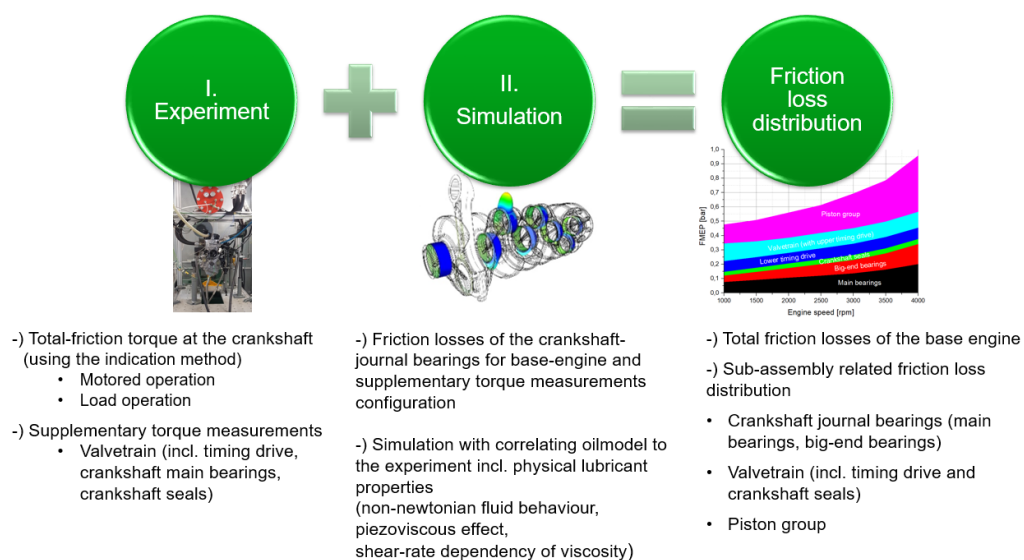 I.
Experiment
II.
Simulation
Friction
loss
distribution
FMEP [bar]
1,0
0,9
0,8
0,7
0,6
0,5
0,4
0,3
0,2
0,1
0,0
Piston group
Valvetrain (with upper timing drive)
Lower timing drive
Crankshaft seals
Big-end bearings
Main bearings
1000 1500 2000 2500 3000 3500 4000
Engine speed [rpm]
-) Total-friction torque at the crankshaft
(using the indication method)
• Motored operation
• Load operation
-) Supplementary torque measurements
• Valvetrain (incl. timing drive,
crankshaft main bearings,
crankshaft seals)
-) Friction losses of the crankshaft-
journal bearings for base-engine and
supplementary torque measurements
configuration
-) Simulation with correlating oilmodel to
the experiment incl. physical lubricant
properties
(non-newtonian fluid behaviour,
piezoviscous effect,
shear-rate dependency of viscosity)
-) Total friction losses of the base engine
-) Sub-assembly related friction loss
distribution
• Crankshaft journal bearings (main
bearings, big-end bearings)
• Valvetrain (incl. timing drive and
crankshaft seals)
• Piston group